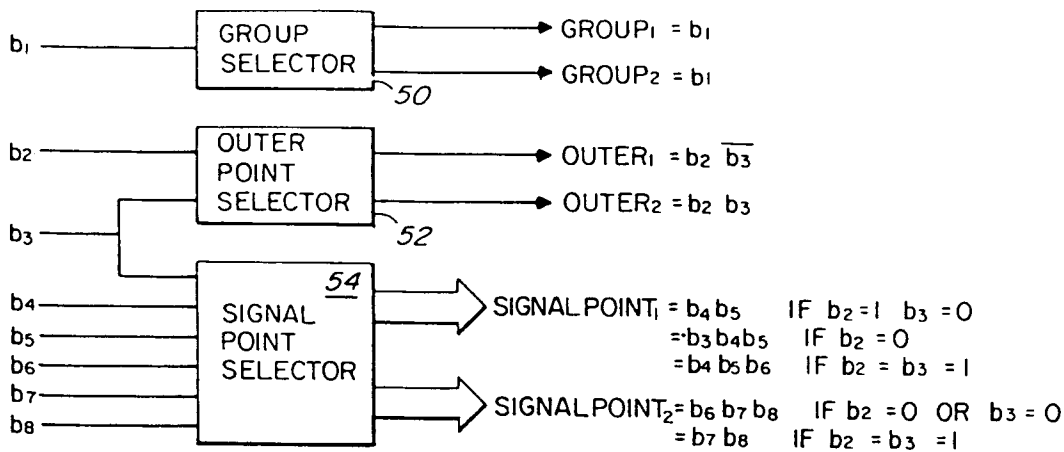 b₁
GROUP
SELECTOR
50
GROUP₁ = b₁
GROUP₂ = b₁
b₂
OUTER
POINT
SELECTOR
52
OUTER₁ = b₂ b̅₃̅
OUTER₂ = b₂ b₃
b₃
54
b₄
b₅
b₆
b₇
b₈
SIGNAL
POINT
SELECTOR
SIGNAL POINT₁ = b₄ b₅ IF b₂ = 1 b₃ = 0
= b₃ b₄ b₅ IF b₂ = 0
= b₄ b₅ b₆ IF b₂ = b₃ = 1
SIGNAL POINT₂ = b₆ b₇ b₈ IF b₂ = 0 OR b₃ = 0
= b₇ b₈ IF b₂ = b₃ = 1